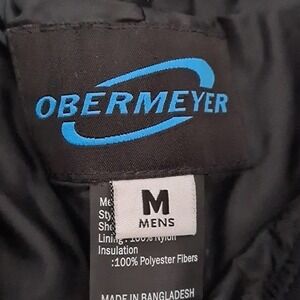 OBERMEYER
M
MENS
Lining :100% Nylon
Insulation
:100% Polyester Fibers
MADE IN BANGLADESH